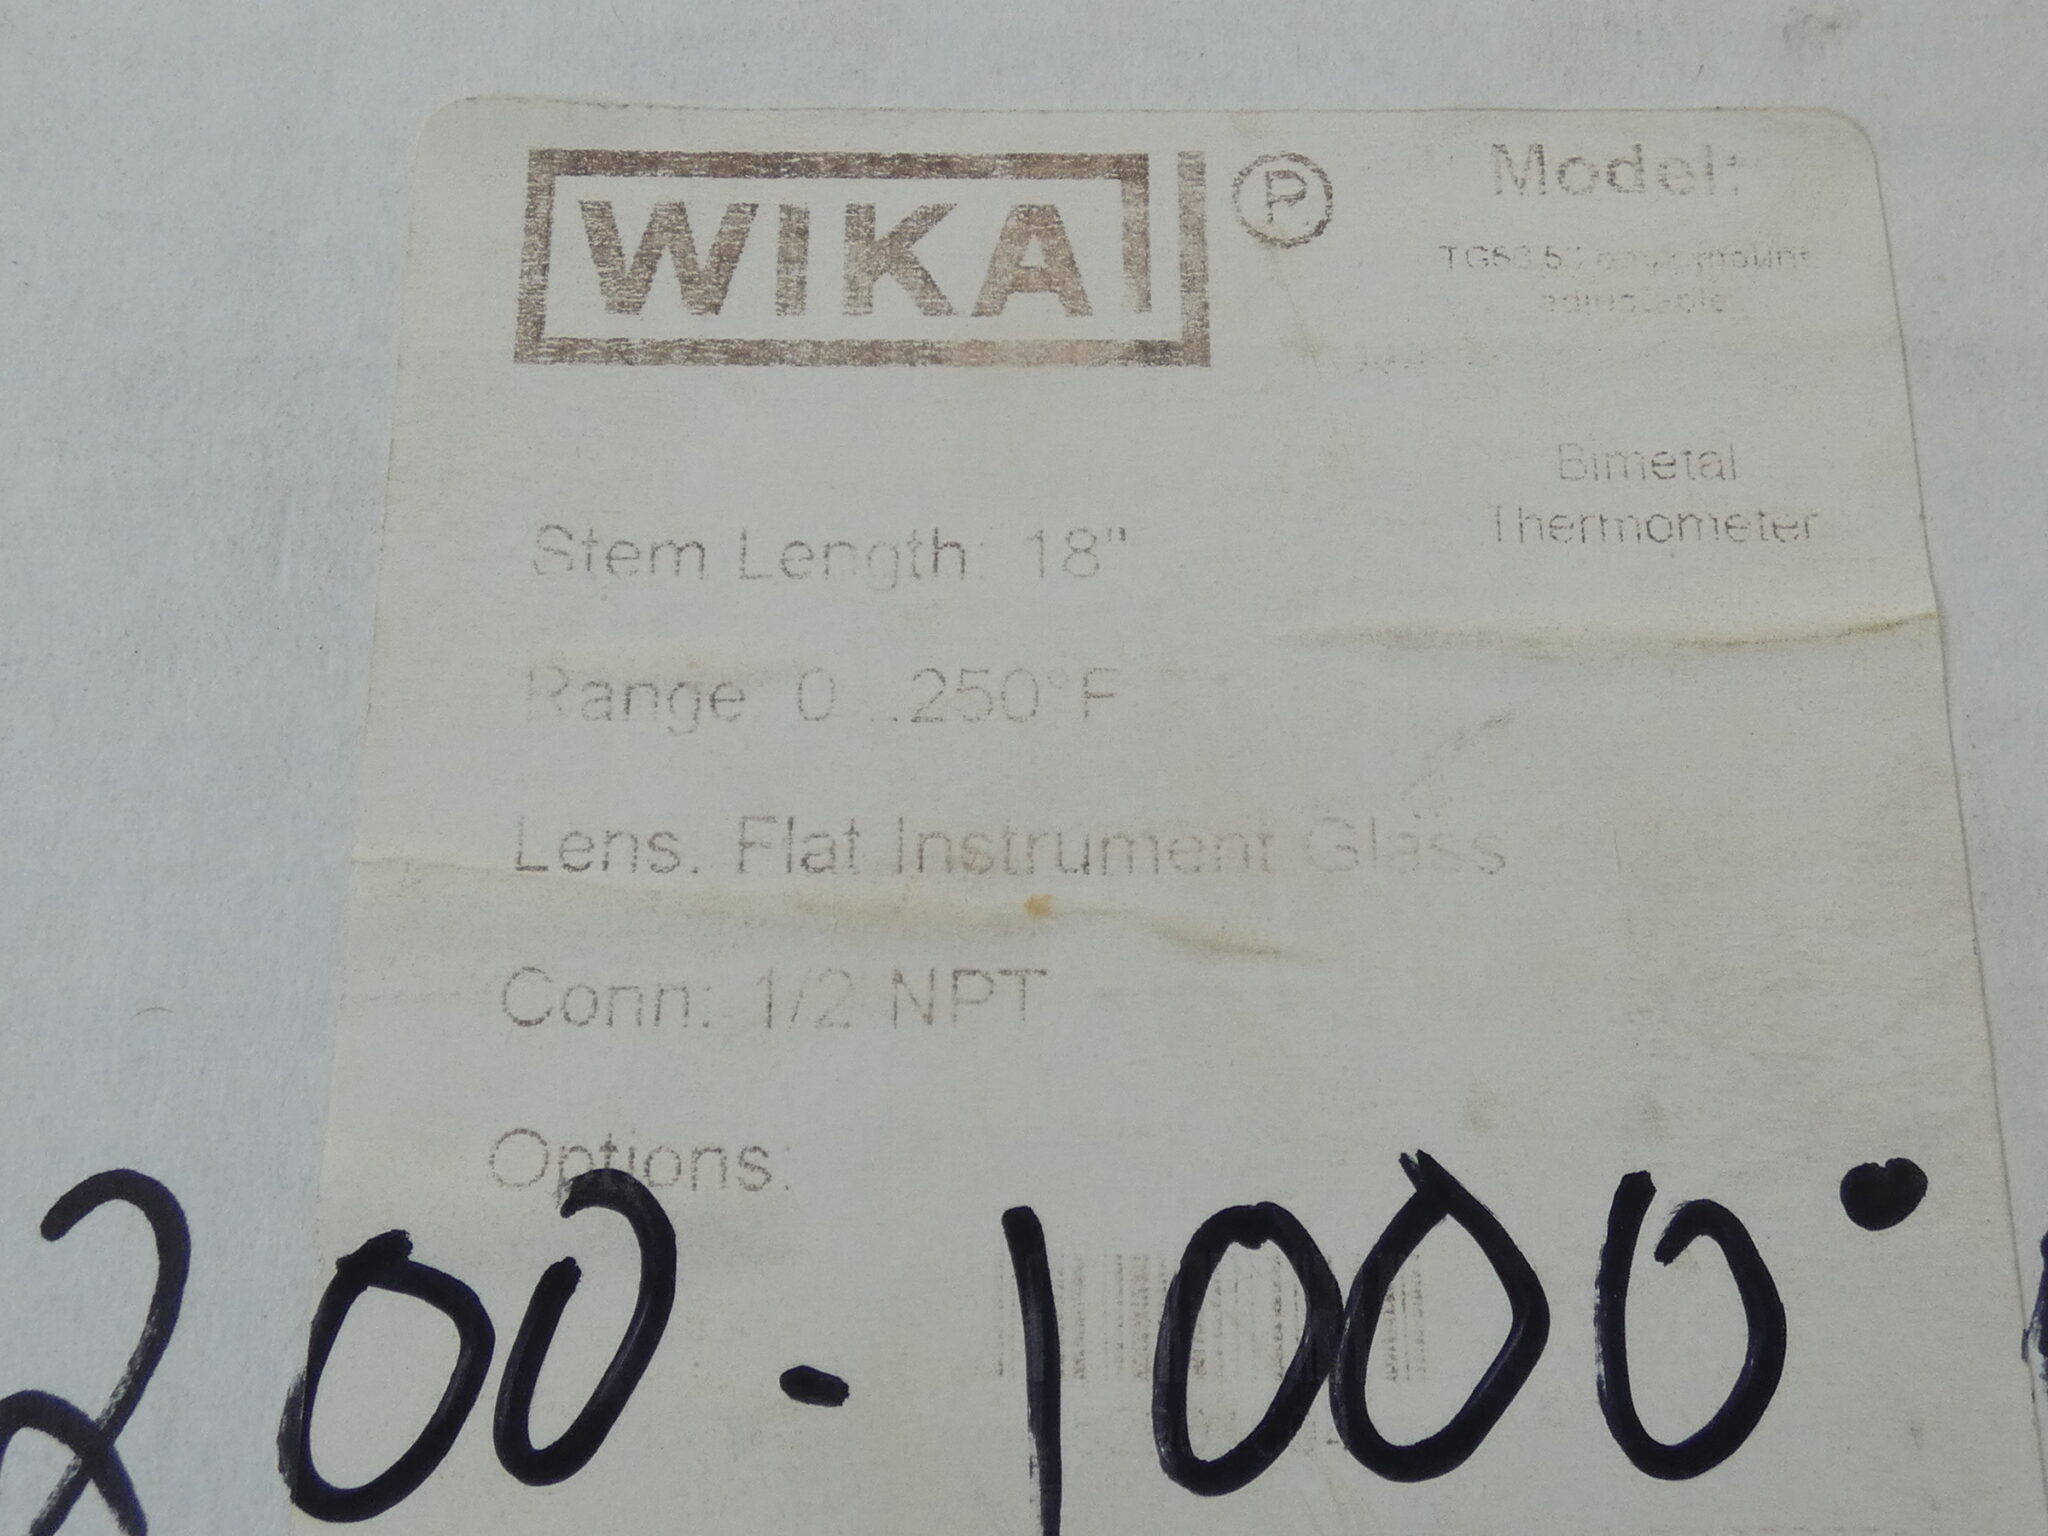 WIKA
Model:
adjustable
Bimetal
Thermometer
Stem Length: 18"
Range: 0...250°F
Lens: Flat Instrument Glass
Conn: 1/2 NPT
Options:
200-1000°